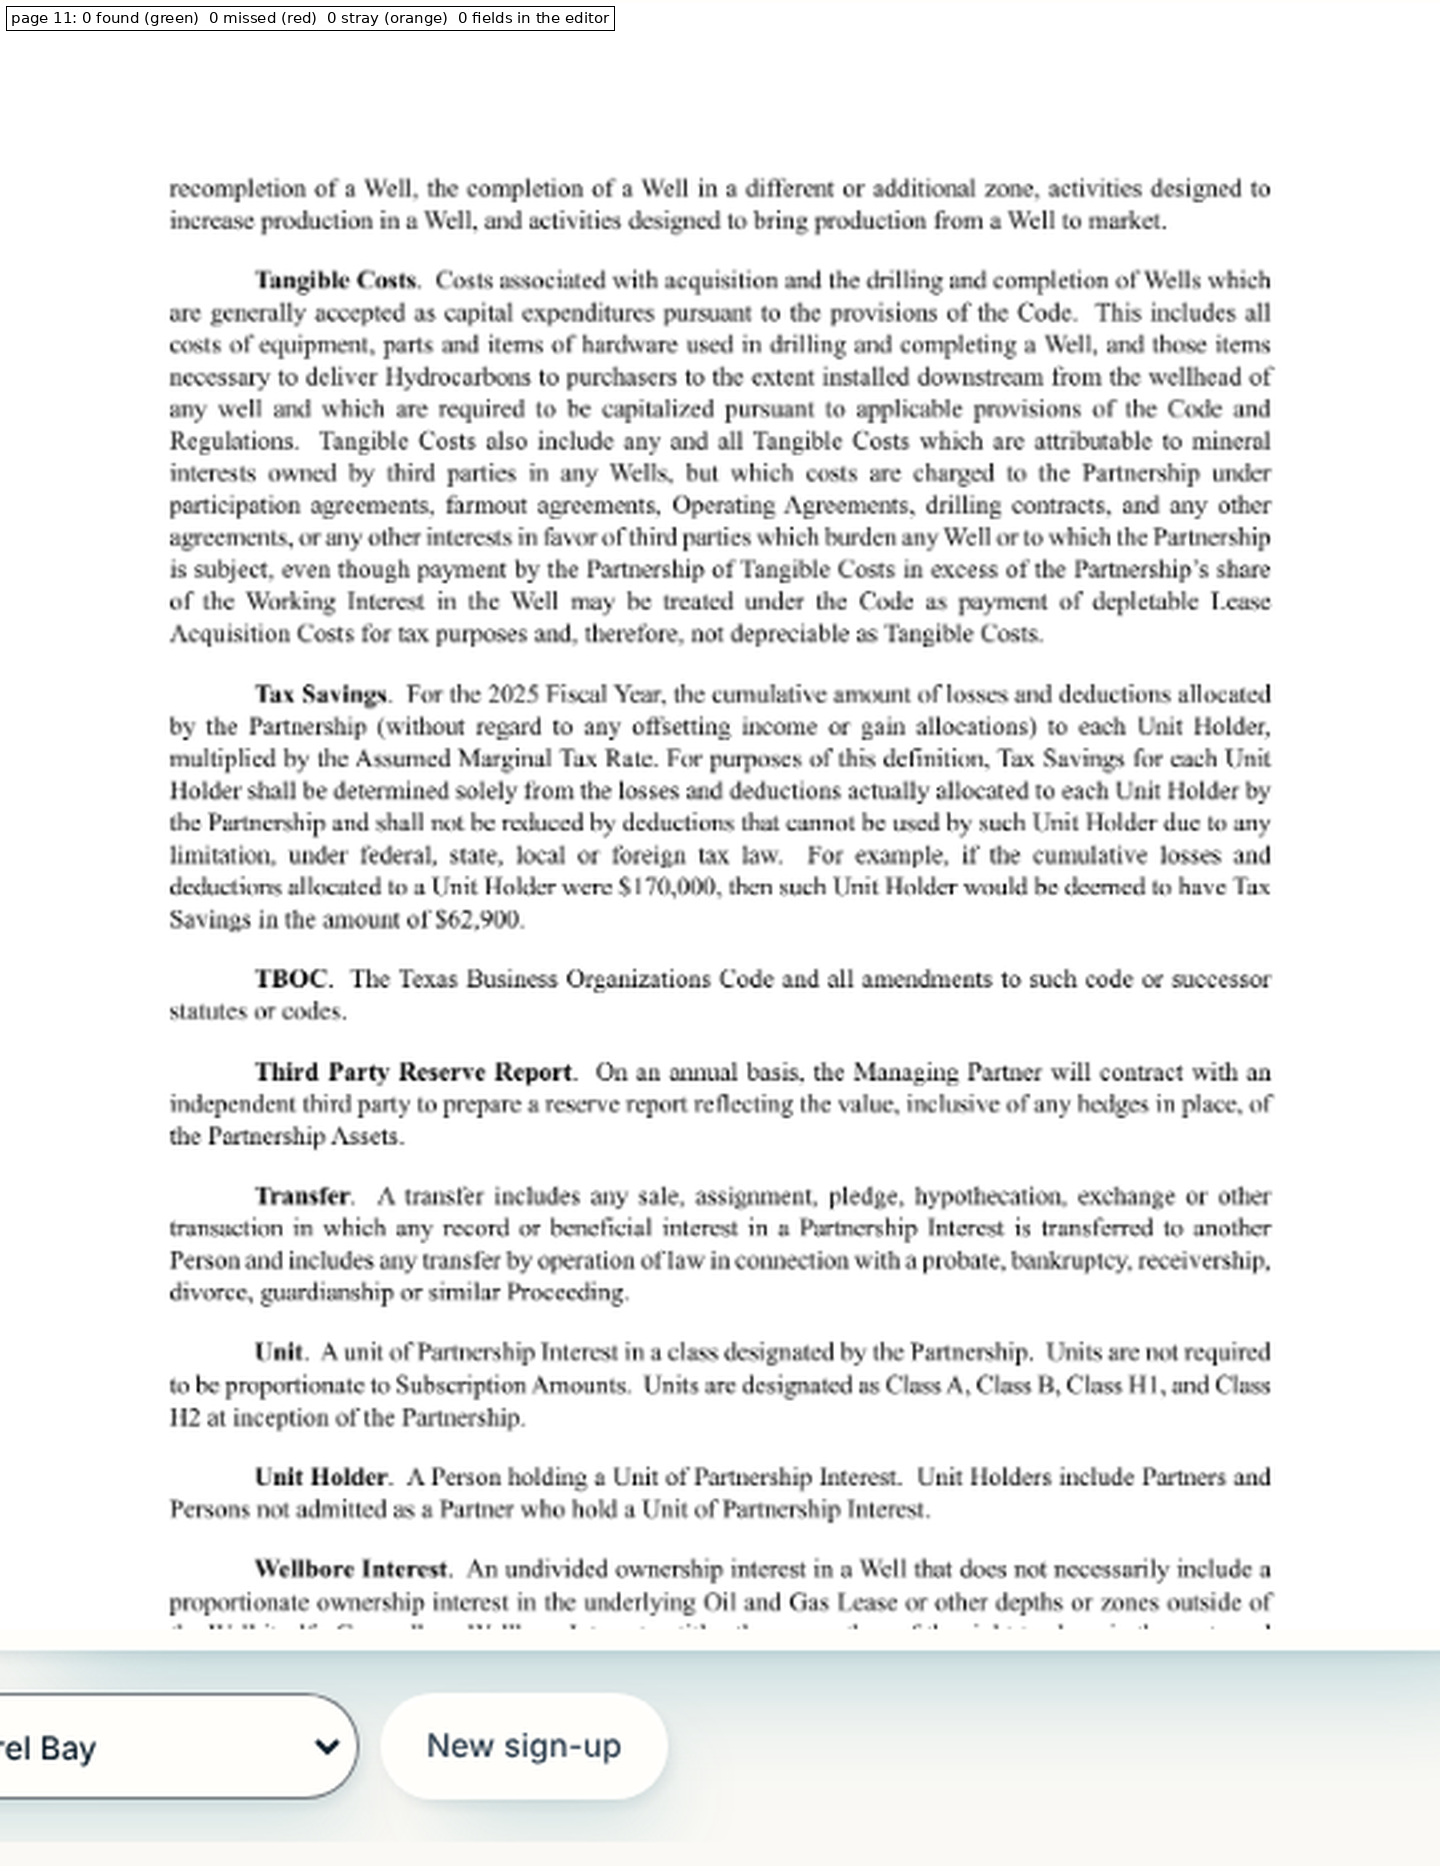 page 11: 0 found (green)  0 missed (red)  0 stray (orange)  0 fields in the editor
recompletion of a Well, the completion of a Well in a different or additional zone, activities designed to
increase production in a Well, and activities designed to bring production from a Well to market.
Tangible Costs.  Costs associated with acquisition and the drilling and completion of Wells which
are generally accepted as capital expenditures pursuant to the provisions of the Code.  This includes all
costs of equipment, parts and items of hardware used in drilling and completing a Well, and those items
necessary to deliver Hydrocarbons to purchasers to the extent installed downstream from the wellhead of
any well and which are required to be capitalized pursuant to applicable provisions of the Code and
Regulations.  Tangible Costs also include any and all Tangible Costs which are attributable to mineral
interests owned by third parties in any Wells, but which costs are charged to the Partnership under
participation agreements, farmout agreements, Operating Agreements, drilling contracts, and any other
agreements, or any other interests in favor of third parties which burden any Well or to which the Partnership
is subject, even though payment by the Partnership of Tangible Costs in excess of the Partnership's share
of the Working Interest in the Well may be treated under the Code as payment of depletable Lease
Acquisition Costs for tax purposes and, therefore, not depreciable as Tangible Costs.
Tax Savings.  For the 2025 Fiscal Year, the cumulative amount of losses and deductions allocated
by the Partnership (without regard to any offsetting income or gain allocations) to each Unit Holder,
multiplied by the Assumed Marginal Tax Rate. For purposes of this definition, Tax Savings for each Unit
Holder shall be determined solely from the losses and deductions actually allocated to each Unit Holder by
the Partnership and shall not be reduced by deductions that cannot be used by such Unit Holder due to any
limitation, under federal, state, local or foreign tax law.  For example, if the cumulative losses and
deductions allocated to a Unit Holder were $170,000, then such Unit Holder would be deemed to have Tax
Savings in the amount of $62,900.
TBOC.  The Texas Business Organizations Code and all amendments to such code or successor
statutes or codes.
Third Party Reserve Report.  On an annual basis, the Managing Partner will contract with an
independent third party to prepare a reserve report reflecting the value, inclusive of any hedges in place, of
the Partnership Assets.
Transfer.  A transfer includes any sale, assignment, pledge, hypothecation, exchange or other
transaction in which any record or beneficial interest in a Partnership Interest is transferred to another
Person and includes any transfer by operation of law in connection with a probate, bankruptcy, receivership,
divorce, guardianship or similar Proceeding.
Unit.  A unit of Partnership Interest in a class designated by the Partnership.  Units are not required
to be proportionate to Subscription Amounts.  Units are designated as Class A, Class B, Class H1, and Class
H2 at inception of the Partnership.
Unit Holder.  A Person holding a Unit of Partnership Interest.  Unit Holders include Partners and
Persons not admitted as a Partner who hold a Unit of Partnership Interest.
Wellbore Interest.  An undivided ownership interest in a Well that does not necessarily include a
proportionate ownership interest in the underlying Oil and Gas Lease or other depths or zones outside of
rel Bay
New sign-up